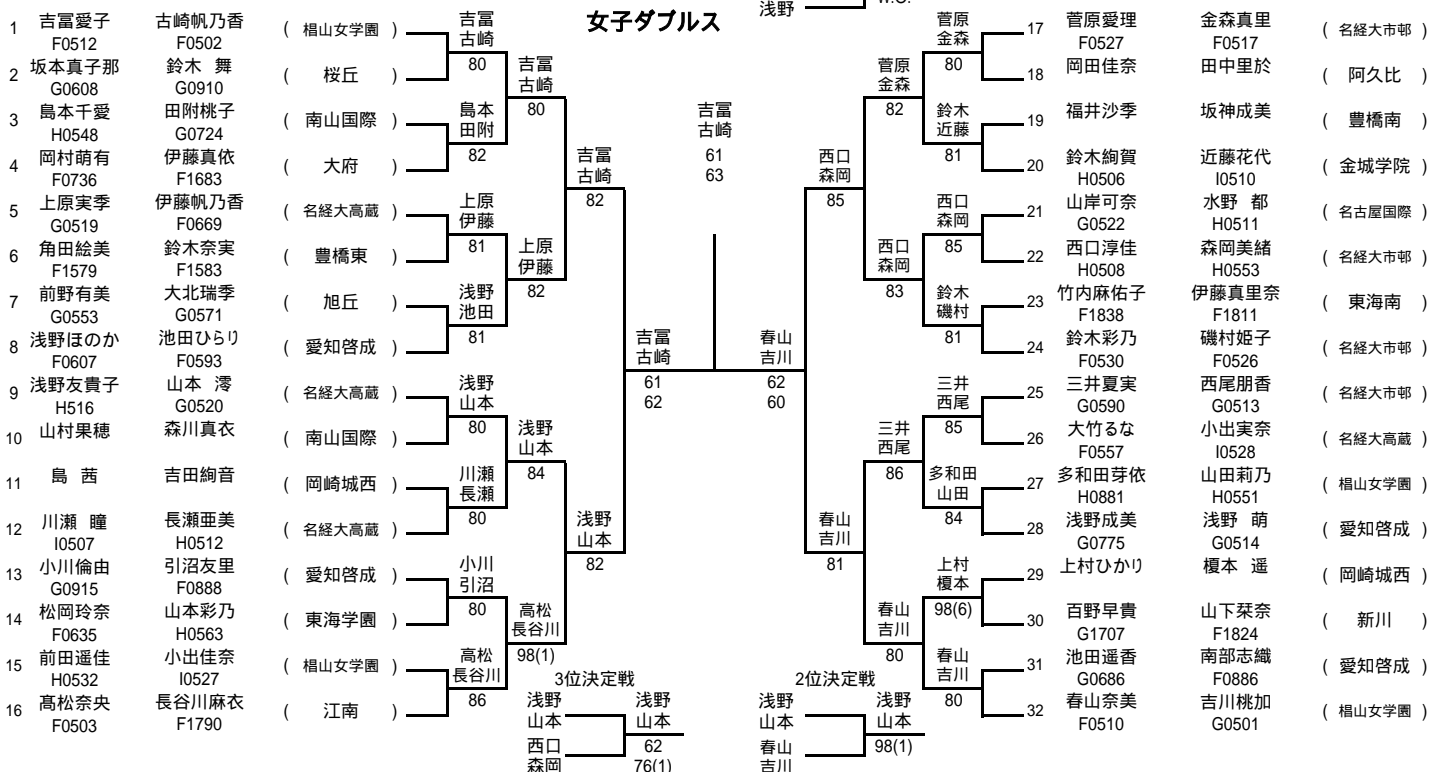 女子ダブルス
浅野 W.O.
1 吉冨愛子 古崎帆乃香 ( 椙山女学園 )
F0512 F0502
2 坂本真子那 鈴木 舞 ( 桜丘 )
G0608 G0910
3 島本千愛 田附桃子 ( 南山国際 )
H0548 G0724
4 岡村萌有 伊藤真依 ( 大府 )
F0736 F1683
5 上原実季 伊藤帆乃香 ( 名経大高蔵 )
G0519 F0669
6 角田絵美 鈴木奈実 ( 豊橋東 )
F1579 F1583
7 前野有美 大北瑞季 ( 旭丘 )
G0553 G0571
8 浅野ほのか 池田ひらり ( 愛知啓成 )
F0607 F0593
9 浅野友貴子 山本 澪 ( 名経大高蔵 )
H516 G0520
10 山村果穂 森川真衣 ( 南山国際 )
11 島 茜 吉田絢音 ( 岡崎城西 )
12 川瀬 瞳 長瀬亜美 ( 名経大高蔵 )
I0507 H0512
13 小川倫由 引沼友里 ( 愛知啓成 )
G0915 F0888
14 松岡玲奈 山本彩乃 ( 東海学園 )
F0635 H0563
15 前田遥佳 小出佳奈 ( 椙山女学園 )
H0532 I0527
16 髙松奈央 長谷川麻衣 ( 江南 )
F0503 F1790
吉冨
古崎
80
島本
田附
82
上原
伊藤
81
浅野
池田
81
浅野
山本
80
川瀬
長瀬
80
小川
引沼
80
高松
長谷川
86
吉冨
古崎
80
上原
伊藤
82
浅野
山本
84
高松
長谷川
98(1)
吉冨
古崎
82
浅野
山本
82
吉冨
古崎
61
62
吉冨
古崎
61
63
春山
吉川
62
60
西口
森岡
85
春山
吉川
81
菅原
金森
82
西口
森岡
83
三井
西尾
86
春山
吉川
80
菅原
金森
80
鈴木
近藤
81
西口
森岡
85
鈴木
磯村
81
三井
西尾
85
多和田
山田
84
上村
榎本
98(6)
春山
吉川
80
17 菅原愛理 金森真里 ( 名経大市邨 )
F0527 F0517
18 岡田佳奈 田中里於 ( 阿久比 )
19 福井沙季 坂神成美 ( 豊橋南 )
20 鈴木絢賀 近藤花代 ( 金城学院 )
H0506 I0510
21 山岸可奈 水野 都 ( 名古屋国際 )
G0522 H0511
22 西口淳佳 森岡美緒 ( 名経大市邨 )
H0508 H0553
23 竹内麻佑子 伊藤真里奈 ( 東海南 )
F1838 F1811
24 鈴木彩乃 磯村姫子 ( 名経大市邨 )
F0530 F0526
25 三井夏実 西尾朋香 ( 名経大市邨 )
G0590 G0513
26 大竹るな 小出実奈 ( 名経大高蔵 )
F0557 I0528
27 多和田芽依 山田莉乃 ( 椙山女学園 )
H0881 H0551
28 浅野成美 浅野 萌 ( 愛知啓成 )
G0775 G0514
29 上村ひかり 榎本 遥 ( 岡崎城西 )
30 百野早貴 山下栞奈 ( 新川 )
G1707 F1824
31 池田遥香 南部志織 ( 愛知啓成 )
G0686 F0886
32 春山奈美 吉川桃加 ( 椙山女学園 )
F0510 G0501
3位決定戦
浅野
山本
西口
森岡
浅野
山本
62
76(1)
2位決定戦
浅野
山本
春山
吉川
浅野
山本
98(1)